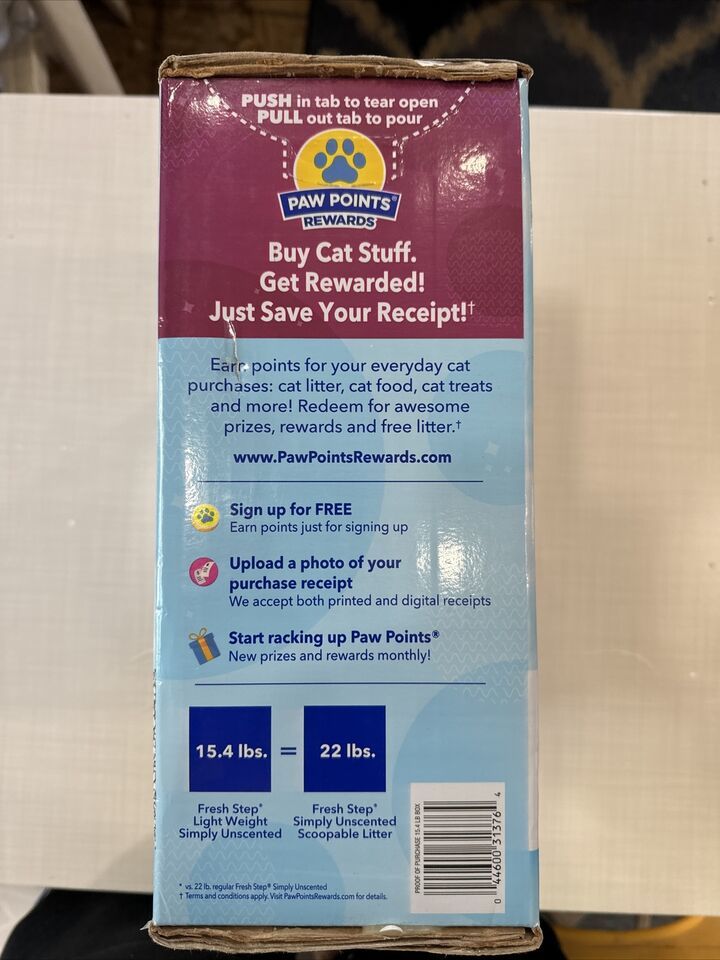 PUSH in tab to tear open
PULL out tab to pour
PAW POINTS®
REWARDS
Buy Cat Stuff.
Get Rewarded!
Just Save Your Receipt!†
Earn points for your everyday cat
purchases: cat litter, cat food, cat treats
and more! Redeem for awesome
prizes, rewards and free litter.†
www.PawPointsRewards.com
Sign up for FREE
Earn points just for signing up
Upload a photo of your
purchase receipt
We accept both printed and digital receipts
Start racking up Paw Points®
New prizes and rewards monthly!
15.4 lbs. = 22 lbs.
Fresh Step* Fresh Step*
Light Weight Simply Unscented
Simply Unscented Scoopable Litter
* vs. 22 lb. regular Fresh Step® Simply Unscented
† Terms and conditions apply. Visit PawPointsRewards.com for details.
PROOF OF PURCHASE 15.4 LB BOX
0 44600 31376 4